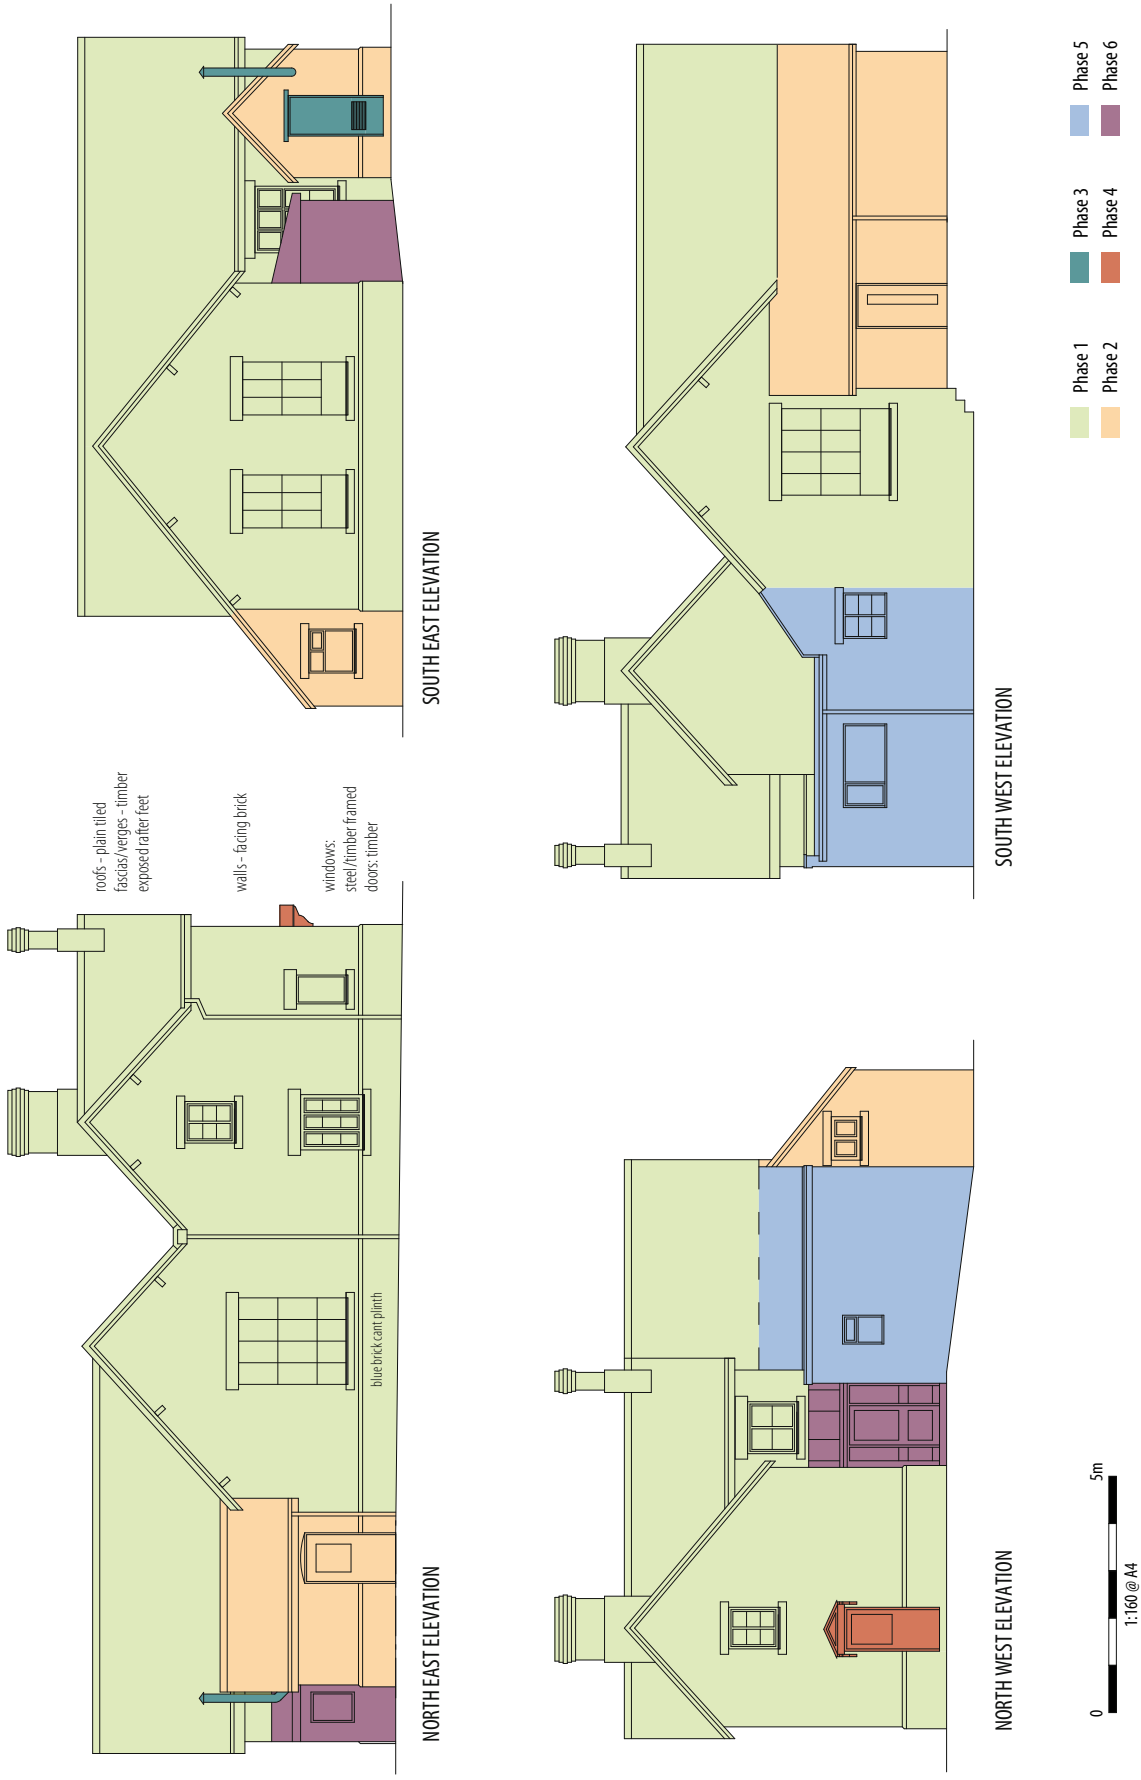 roofs - plain tiled
fascias/verges - timber
exposed rafter feet
walls - facing brick
windows:
steel/timber framed
doors: timber
blue brick cant plinth
NORTH EAST ELEVATION
SOUTH EAST ELEVATION
NORTH WEST ELEVATION
SOUTH WEST ELEVATION
0
5m
1:160 @ A4
Phase 1
Phase 2
Phase 3
Phase 4
Phase 5
Phase 6